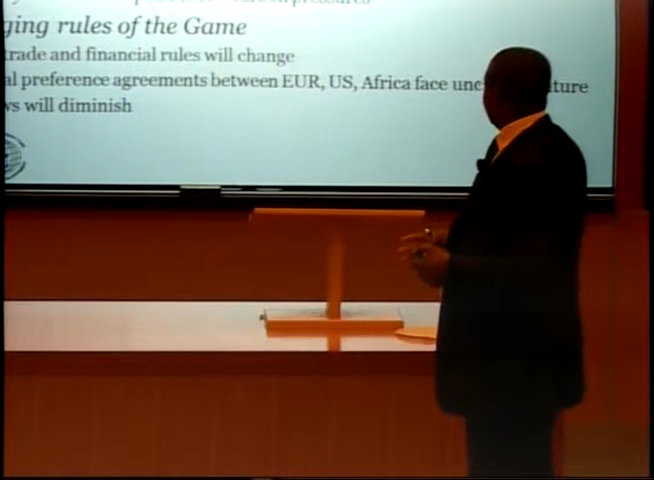 ging rules of the Game
trade and financial rules will change
al preference agreements between EUR, US, Africa face unc ture
ws will diminish